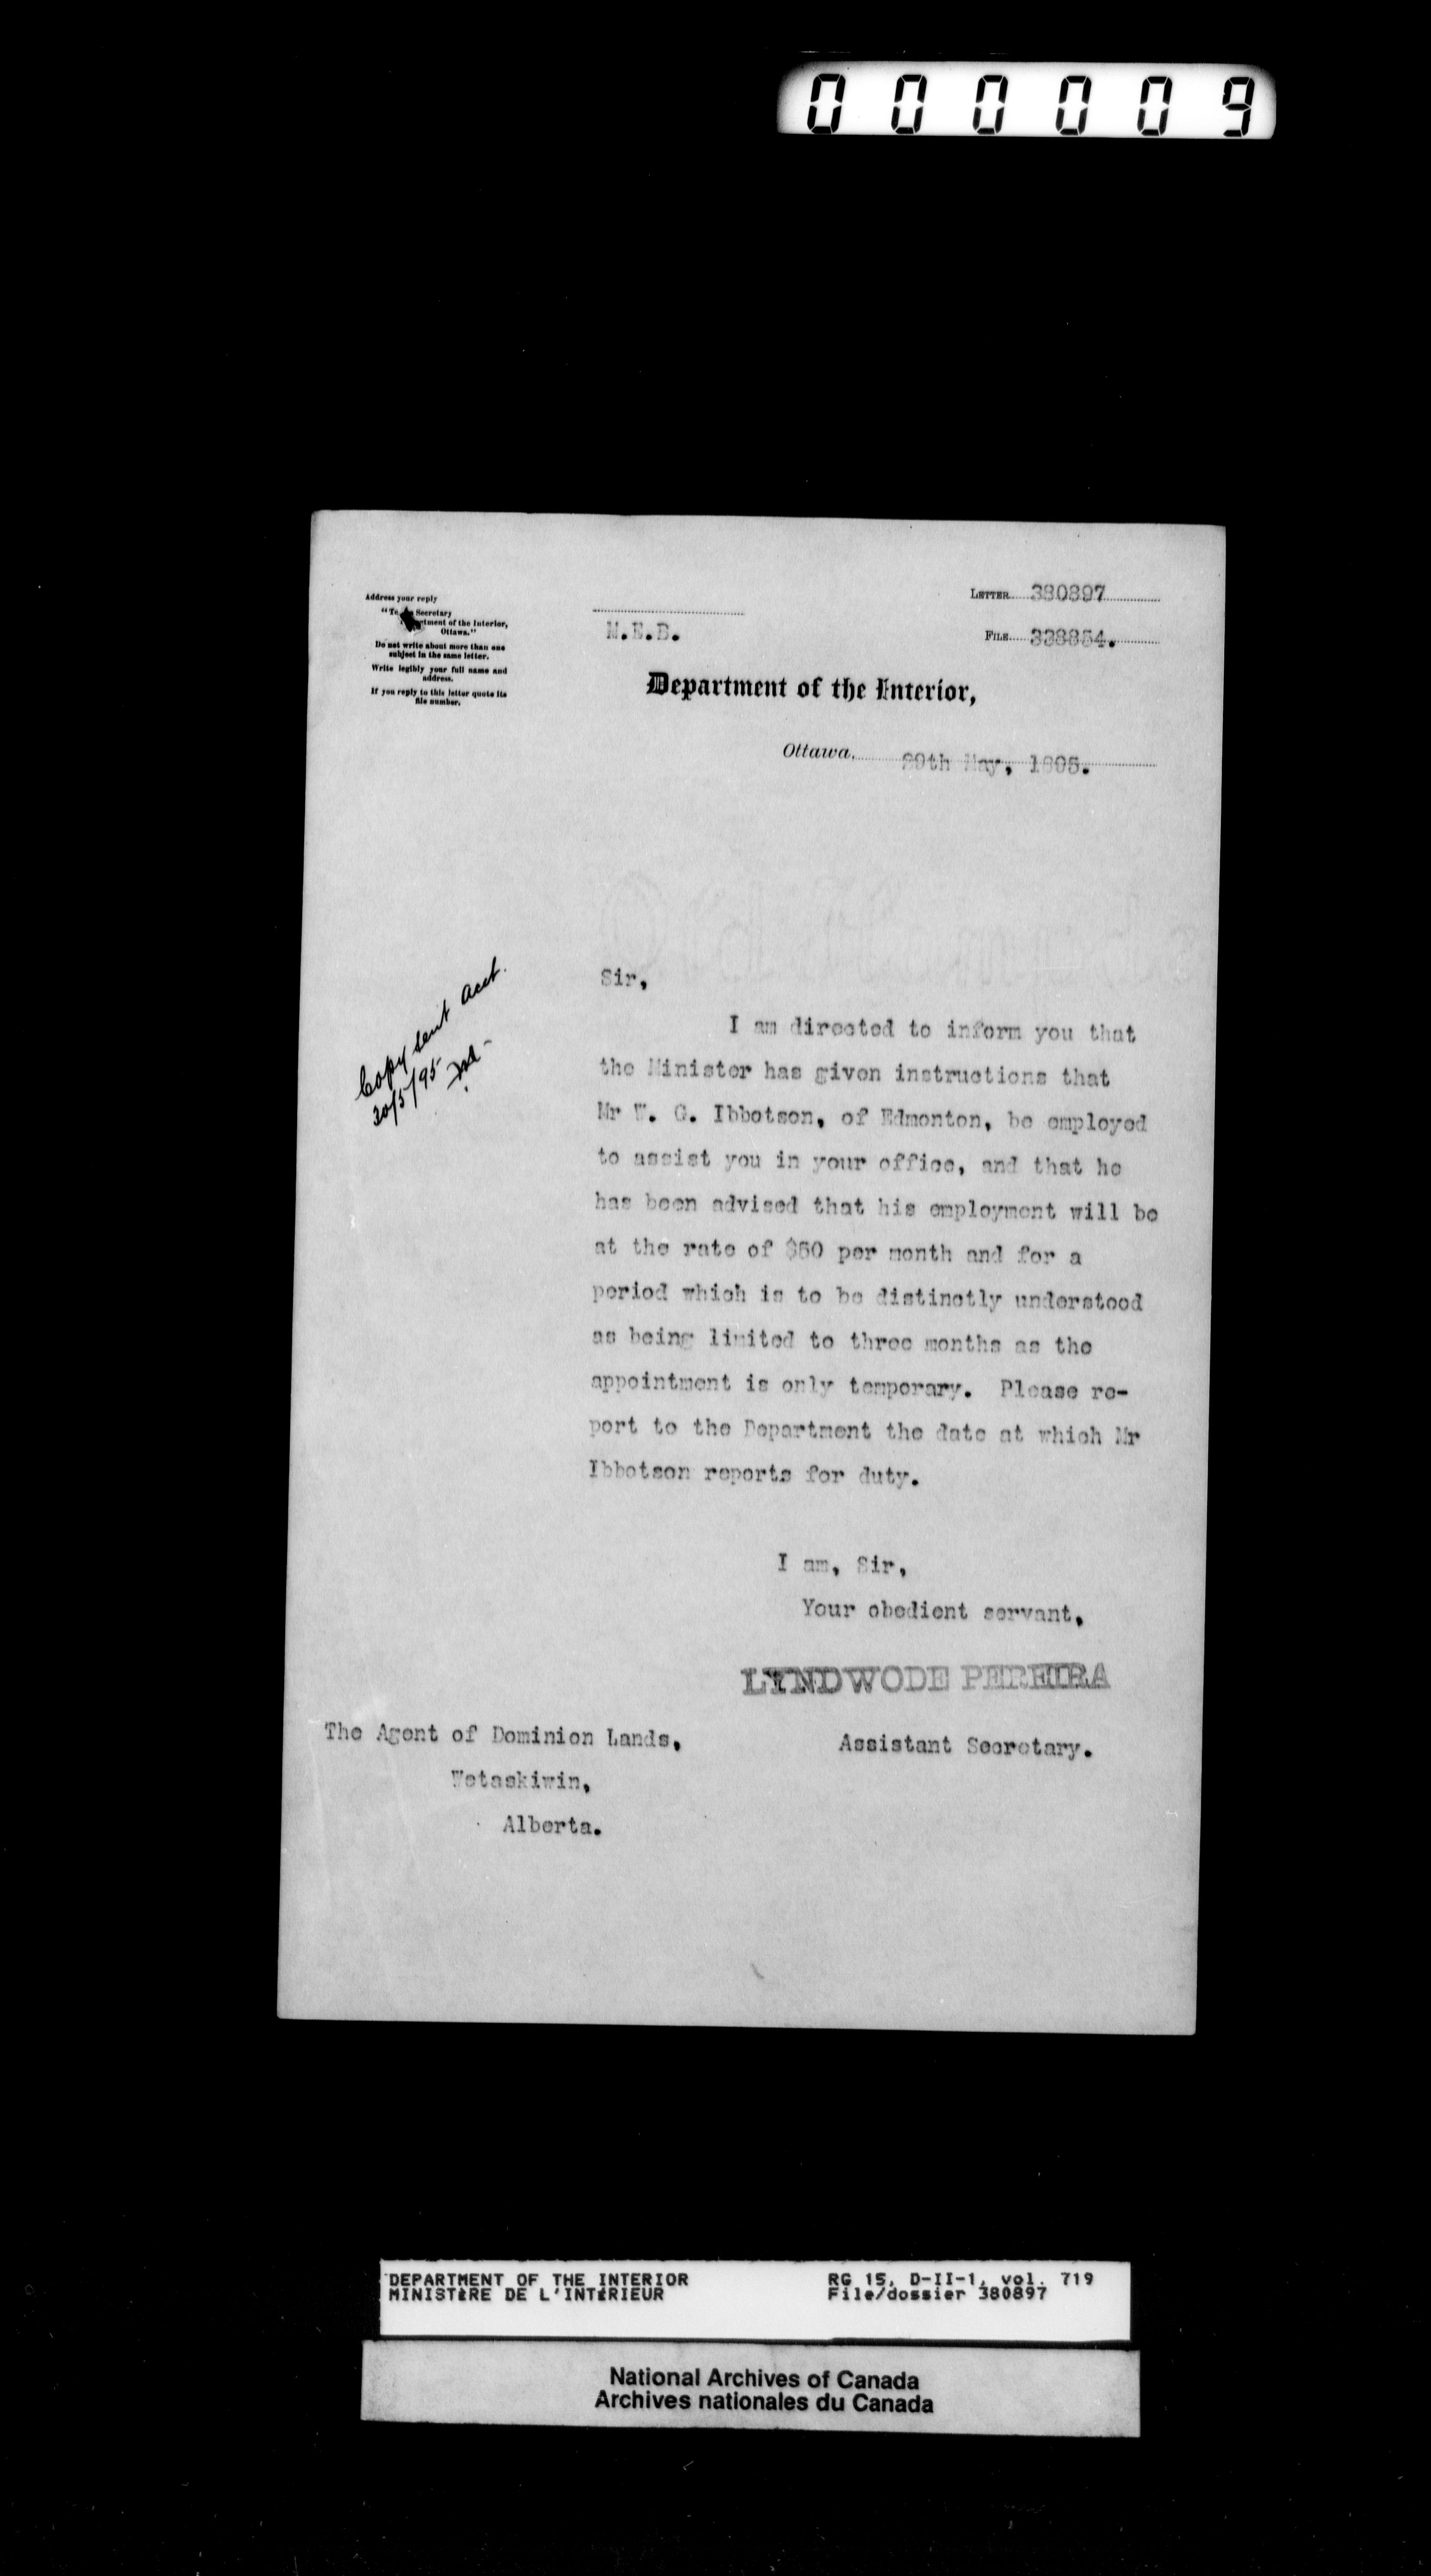 000009
Address your reply
Secretary
of the Interior,
Ottawa."
Do not write about more than one
subject in the same letter.
Write legibly your full name and
address.
If you reply to this letter quote its
file number.
LETTER 380897
FILE 338854.
M.E.B.
Department of the Interior,
Ottawa, 29th May, 1895.
Copy sent acct.
30/5/95
Sir,
I am directed to inform you that
the Minister has given instructions that
Mr W. G. Ibbotson, of Edmonton, be employed
to assist you in your office, and that he
has been advised that his employment will be
at the rate of $50 per month and for a
period which is to be distinctly understood
as being limited to three months as the
appointment is only temporary. Please re-
port to the Department the date at which Mr
Ibbotson reports for duty.
I am, Sir,
Your obedient servant,
LYNDWODE PEREIRA
Assistant Secretary.
The Agent of Dominion Lands,
Wetaskiwin,
Alberta.
DEPARTMENT OF THE INTERIOR
MINISTÈRE DE L'INTÉRIEUR
RG 15, D-II-1, vol. 719
File/dossier 380897
National Archives of Canada
Archives nationales du Canada